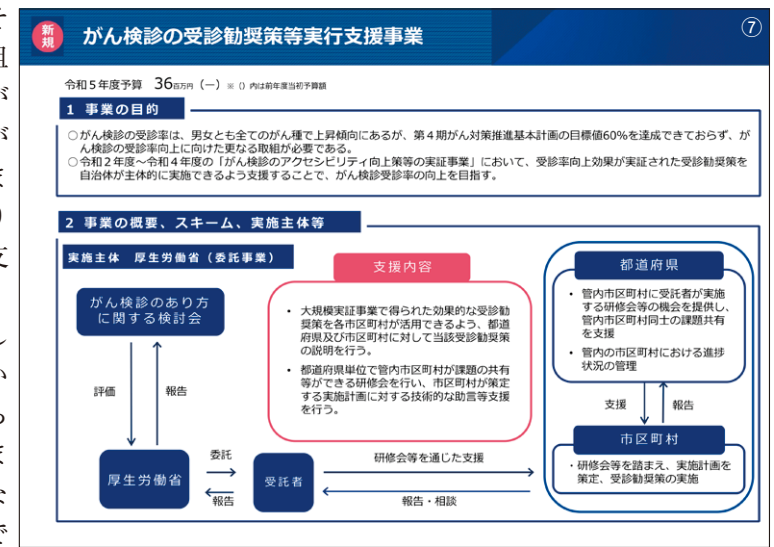 新規
がん検診の受診勧奨策等実行支援事業
⑦
令和5年度予算 36百万円（－）※（）内は前年度当初予算額
1 事業の目的
○がん検診の受診率は、男女とも全てのがん種で上昇傾向にあるが、第4期がん対策推進基本計画の目標値60%を達成できておらず、が
ん検診の受診率向上に向けた更なる取組が必要である。
○令和2年度～令和4年度の「がん検診のアクセシビリティ向上策等の実証事業」において、受診率向上効果が実証された受診勧奨策を
自治体が主体的に実施できるよう支援することで、がん検診受診率の向上を目指す。
2 事業の概要、スキーム、実施主体等
実施主体 厚生労働省（委託事業）
がん検診のあり方
に関する検討会
評価
報告
厚生労働省
委託
報告
受託者
支援内容
・大規模実証事業で得られた効果的な受診勧
奨策を各市区町村が活用できるよう、都道
府県及び市区町村に対して当該受診勧奨策
の説明を行う。
・都道府県単位で管内市区町村が課題の共有
等ができる研修会を行い、市区町村が策定
する実施計画に対する技術的な助言等支援
を行う。
研修会等を通じた支援
報告・相談
都道府県
・管内市区町村に受託者が実施
する研修会等の機会を提供し、
管内市区町村同士の課題共有
を支援
・管内の市区町村における進捗
状況の管理
支援
報告
市区町村
・研修会等を踏まえ、実施計画を
策定、受診勧奨策の実施